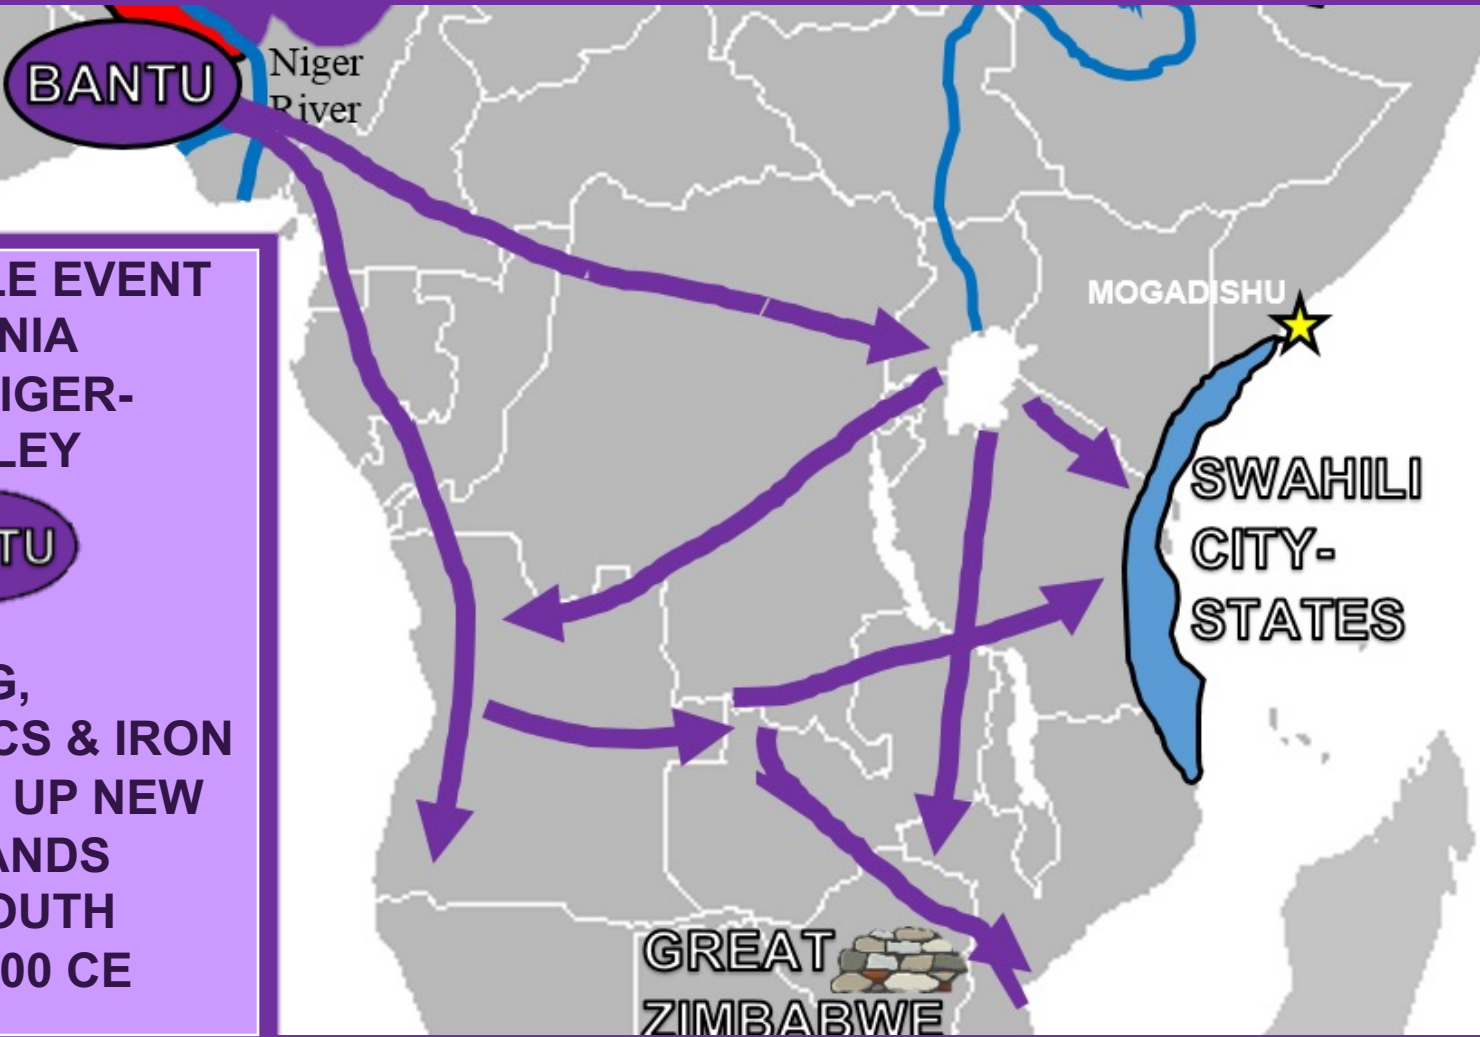 BANTU
Niger
River
LE EVENT
NIA
IGER-
LEY
TU
G,
CS & IRON
UP NEW
ANDS
OUTH
00 CE
MOGADISHU
SWAHILI
CITY-
STATES
GREAT
ZIMBABWE